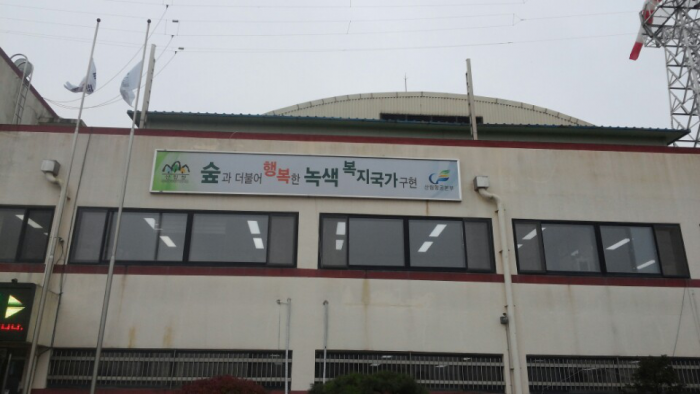 숲과 더불어 행복한 녹색 복지국가 구현